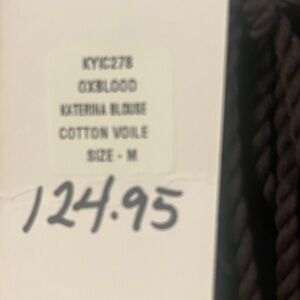 KYIC278
OXBLOOD
KATERINA BLOUSE
COTTON VOILE
SIZE - M
124.95